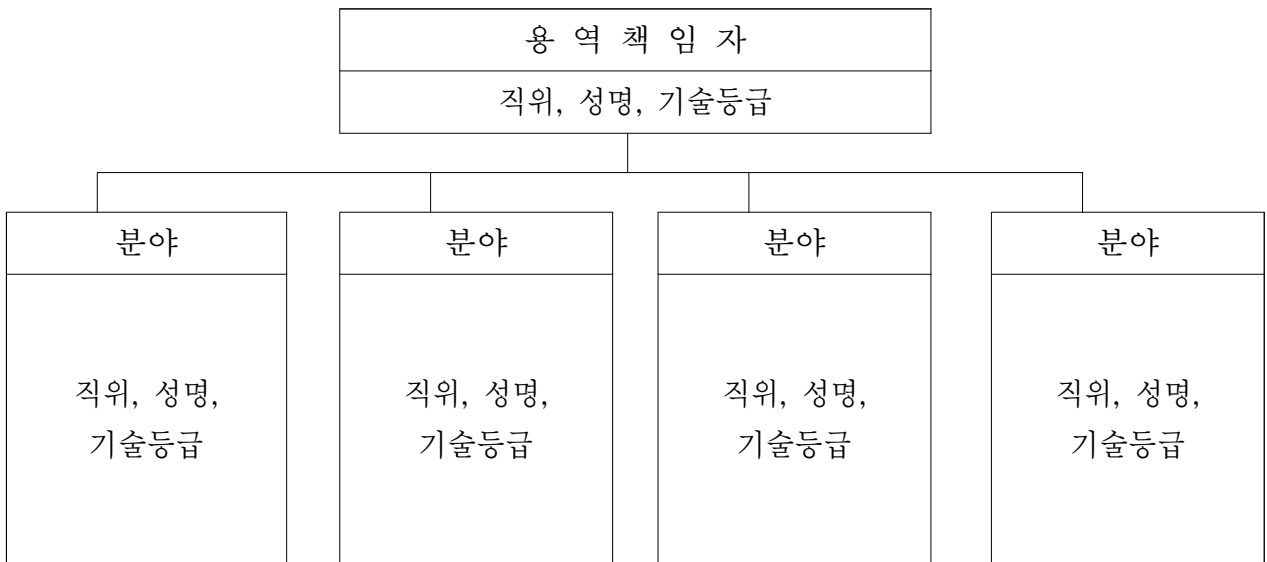 용 역 책 임 자
직위, 성명, 기술등급
분야
분야
분야
분야
직위, 성명,
기술등급
직위, 성명,
기술등급
직위, 성명,
기술등급
직위, 성명,
기술등급